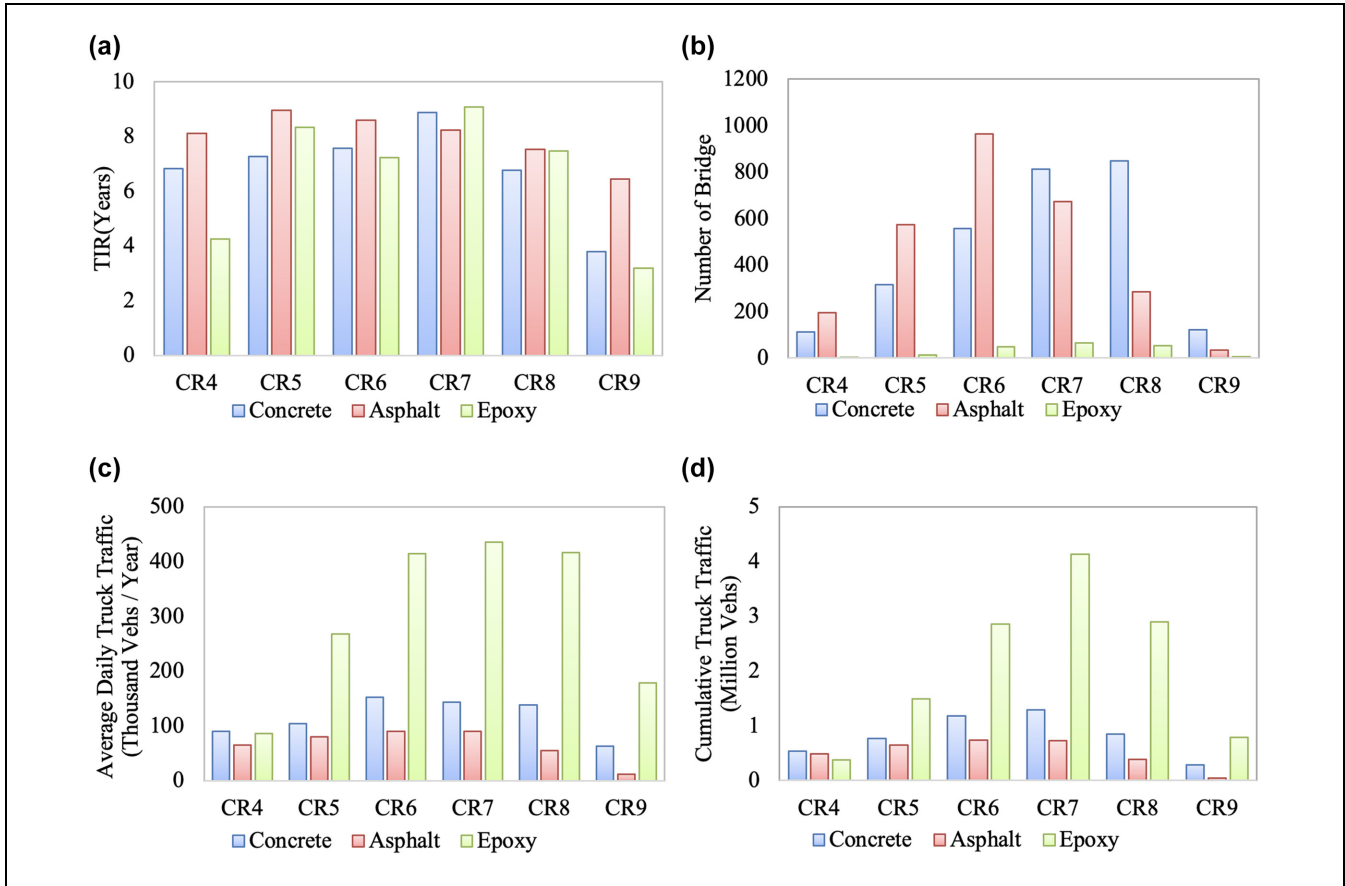 (a)
10
8
6
4
2
0
TIR(Years)
CR4 CR5 CR6 CR7 CR8 CR9
Concrete Asphalt Epoxy
(b)
1200
1000
800
600
400
200
0
Number of Bridge
CR4 CR5 CR6 CR7 CR8 CR9
Concrete Asphalt Epoxy
(c)
500
400
300
200
100
0
Average Daily Truck Traffic
(Thousand Vehs / Year)
CR4 CR5 CR6 CR7 CR8 CR9
Concrete Asphalt Epoxy
(d)
5
4
3
2
1
0
Cumulative Truck Traffic
(Million Vehs)
CR4 CR5 CR6 CR7 CR8 CR9
Concrete Asphalt Epoxy